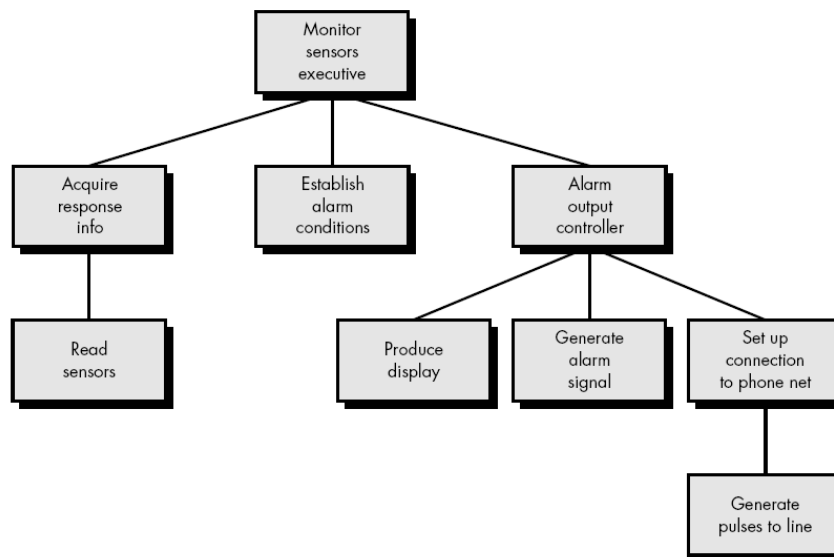 Monitor
sensors
executive
Acquire
response
info
Establish
alarm
conditions
Alarm
output
controller
Read
sensors
Produce
display
Generate
alarm
signal
Set up
connection
to phone net
Generate
pulses to line